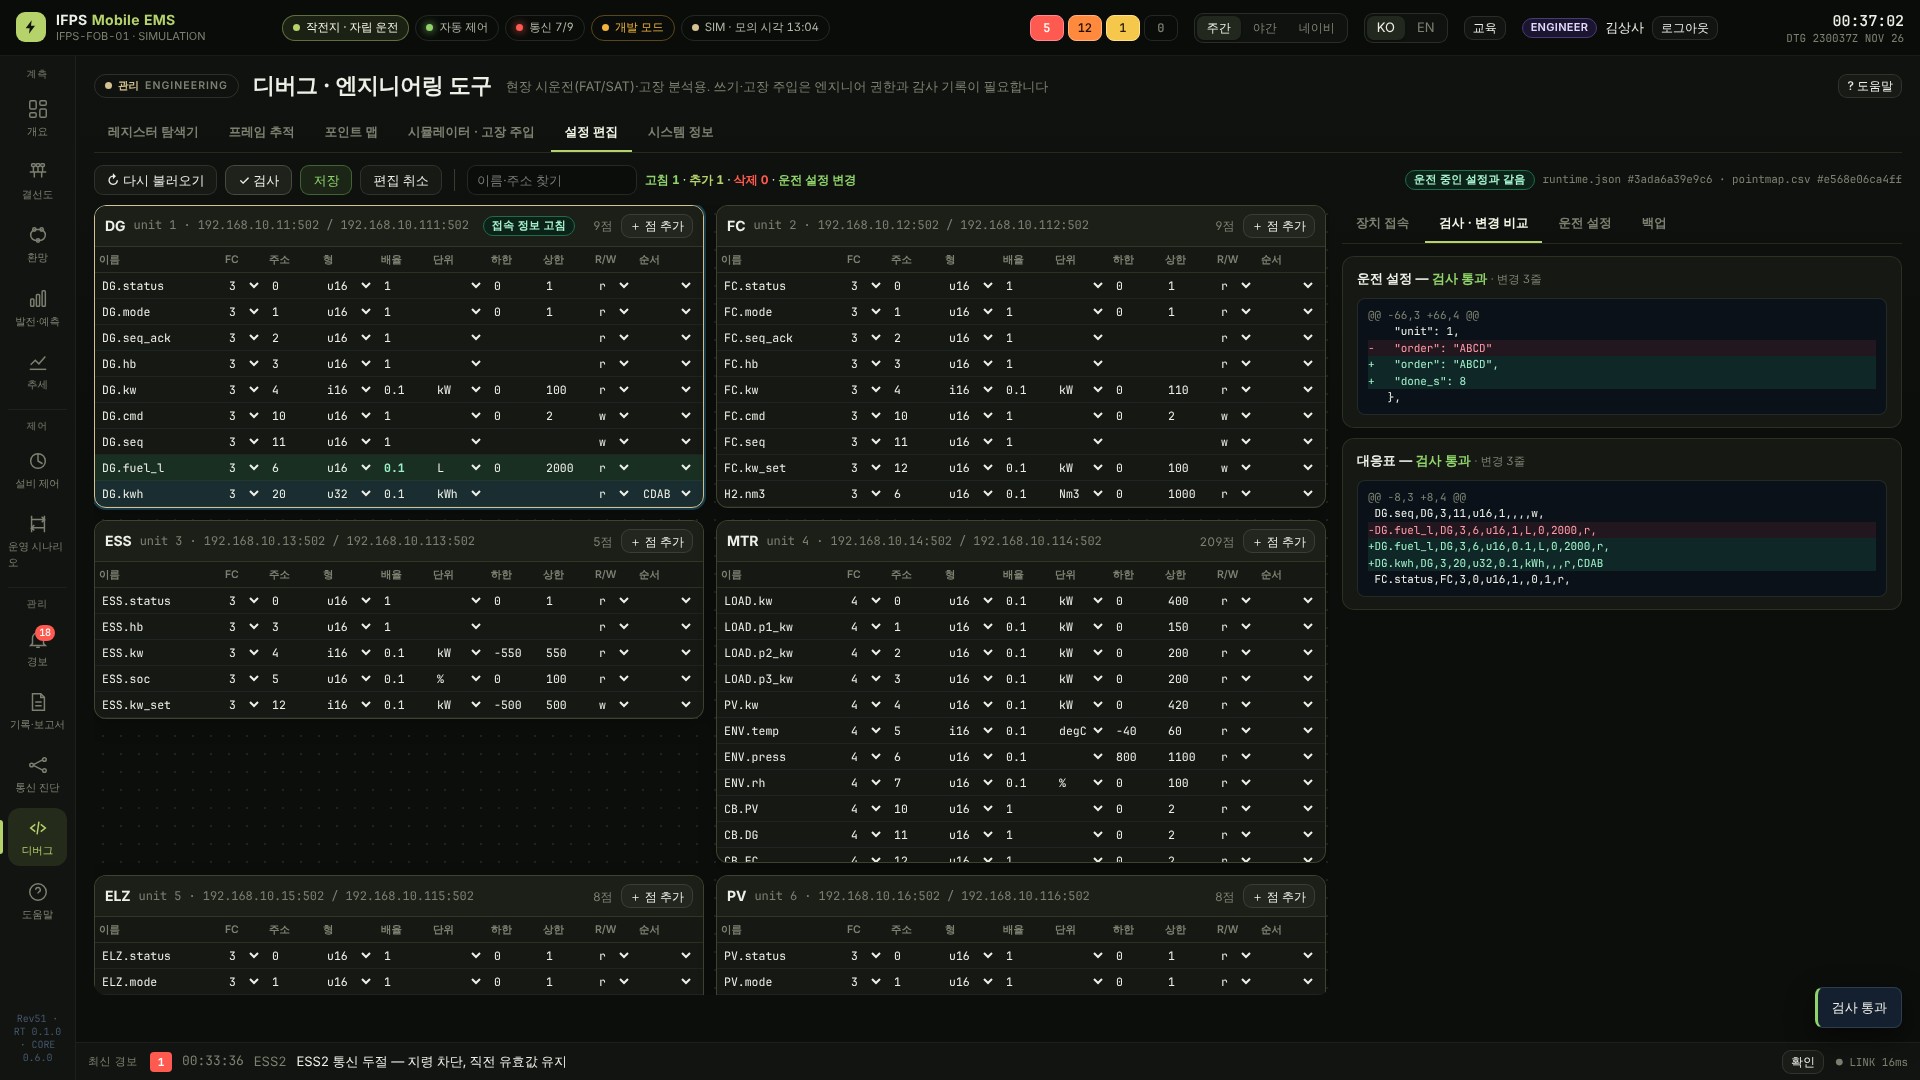 IFPS Mobile EMS
IFPS-FOB-01 · SIMULATION
작전지 · 자립 운전
자동 제어
통신 7/9
개발 모드
SIM · 모의 시각 13:04
5 12 1 0
주간 야간 네이비
KO EN
교육
ENGINEER 김상사 로그아웃
00:37:02
DTG 230037Z NOV 26
계측
개요
결선도
환망
발전·예측
추세
제어
설비 제어
운영 시나리
오
관리
18
경보
기록·보고서
통신 진단
디버그
도움말
Rev51 ·
RT 0.1.0
· CORE
0.6.0
관리 ENGINEERING
디버그 · 엔지니어링 도구
현장 시운전(FAT/SAT)·고장 분석용. 쓰기·고장 주입은 엔지니어 권한과 감사 기록이 필요합니다
? 도움말
레지스터 탐색기 프레임 추적 포인트 맵 시뮬레이터 · 고장 주입 설정 편집 시스템 정보
↻ 다시 불러오기 ✓ 검사 저장 편집 취소 이름·주소 찾기 고침 1 · 추가 1 · 삭제 0 · 운전 설정 변경
운전 중인 설정과 같음 runtime.json #3ada6a39e9c6 · pointmap.csv #e568e06ca4ff
DG unit 1 · 192.168.10.11:502 / 192.168.10.111:502 접속 정보 고침 9점 + 점 추가
이름 FC 주소 형 배율 단위 하한 상한 R/W 순서
DG.status 3 0 u16 1 0 1 r
DG.mode 3 1 u16 1 0 1 r
DG.seq_ack 3 2 u16 1 r
DG.hb 3 3 u16 1 r
DG.kw 3 4 i16 0.1 kW 0 100 r
DG.cmd 3 10 u16 1 0 2 w
DG.seq 3 11 u16 1 w
DG.fuel_l 3 6 u16 0.1 L 0 2000 r
DG.kwh 3 20 u32 0.1 kWh r CDAB
FC unit 2 · 192.168.10.12:502 / 192.168.10.112:502 9점 + 점 추가
이름 FC 주소 형 배율 단위 하한 상한 R/W 순서
FC.status 3 0 u16 1 0 1 r
FC.mode 3 1 u16 1 0 1 r
FC.seq_ack 3 2 u16 1 r
FC.hb 3 3 u16 1 r
FC.kw 3 4 i16 0.1 kW 0 110 r
FC.cmd 3 10 u16 1 0 2 w
FC.seq 3 11 u16 1 w
FC.kw_set 3 12 u16 0.1 kW 0 100 w
H2.nm3 3 6 u16 0.1 Nm3 0 1000 r
ESS unit 3 · 192.168.10.13:502 / 192.168.10.113:502 5점 + 점 추가
이름 FC 주소 형 배율 단위 하한 상한 R/W 순서
ESS.status 3 0 u16 1 0 1 r
ESS.hb 3 3 u16 1 r
ESS.kw 3 4 i16 0.1 kW -550 550 r
ESS.soc 3 5 u16 0.1 % 0 100 r
ESS.kw_set 3 12 i16 0.1 kW -500 500 w
MTR unit 4 · 192.168.10.14:502 / 192.168.10.114:502 209점 + 점 추가
이름 FC 주소 형 배율 단위 하한 상한 R/W 순서
LOAD.kw 4 0 u16 0.1 kW 0 400 r
LOAD.p1_kw 4 1 u16 0.1 kW 0 150 r
LOAD.p2_kw 4 2 u16 0.1 kW 0 200 r
LOAD.p3_kw 4 3 u16 0.1 kW 0 200 r
PV.kw 4 4 u16 0.1 kW 0 420 r
ENV.temp 4 5 i16 0.1 degC -40 60 r
ENV.press 4 6 u16 0.1 800 1100 r
ENV.rh 4 7 u16 0.1 % 0 100 r
CB.PV 4 10 u16 1 0 2 r
CB.DG 4 11 u16 1 0 2 r
CB.FC 4 12 u16 1 0 2 r
ELZ unit 5 · 192.168.10.15:502 / 192.168.10.115:502 8점 + 점 추가
이름 FC 주소 형 배율 단위 하한 상한 R/W 순서
ELZ.status 3 0 u16 1 0 1 r
ELZ.mode 3 1 u16 1 0 1 r
PV unit 6 · 192.168.10.16:502 / 192.168.10.116:502 8점 + 점 추가
이름 FC 주소 형 배율 단위 하한 상한 R/W 순서
PV.status 3 0 u16 1 0 1 r
PV.mode 3 1 u16 1 0 1 r
장치 접속 검사 · 변경 비교 운전 설정 백업
운전 설정 — 검사 통과 · 변경 3줄
@@ -66,3 +66,4 @@
"unit": 1,
- "order": "ABCD"
+ "order": "ABCD",
+ "done_s": 8
},
대응표 — 검사 통과 · 변경 3줄
@@ -8,3 +8,4 @@
DG.seq,DG,3,11,u16,1,,,,w,
-DG.fuel_l,DG,3,6,u16,1,L,0,2000,r,
+DG.fuel_l,DG,3,6,u16,0.1,L,0,2000,r,
+DG.kwh,DG,3,20,u32,0.1,kWh,,,r,CDAB
FC.status,FC,3,0,u16,1,,0,1,r,
검사 통과
최신 경보 1 00:33:36 ESS2 ESS2 통신 두절 — 지령 차단, 직전 유효값 유지
확인 LINK 16ms